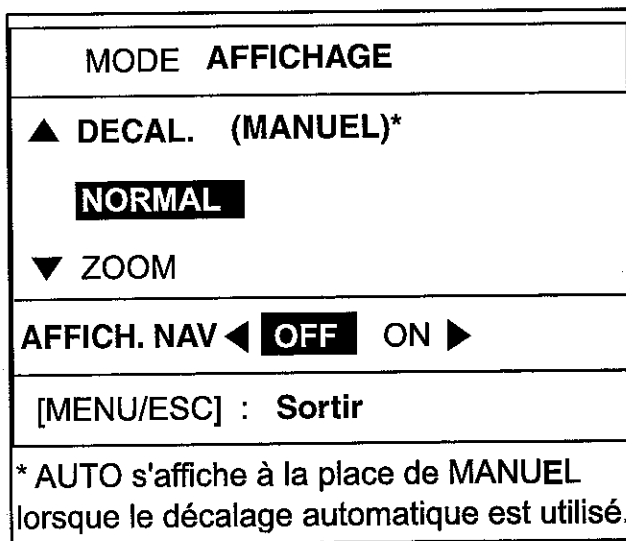 MODE AFFICHAGE
▲ DECAL. (MANUEL)*
NORMAL
▼ ZOOM
AFFICH. NAV ◀ OFF ON ▶
[MENU/ESC] : Sortir
* AUTO s'affiche à la place de MANUEL
lorsque le décalage automatique est utilisé.